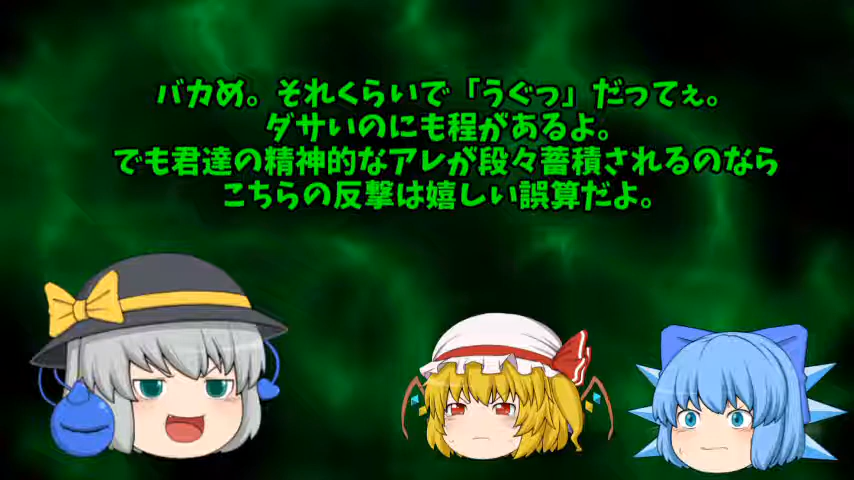 バカめ。それくらいで「うぐっ」だってぇ。
ダサいのにも程があるよ。
でも君達の精神的なアレが段々蓄積されるのなら
こちらの反撃は嬉しい誤算だよ。